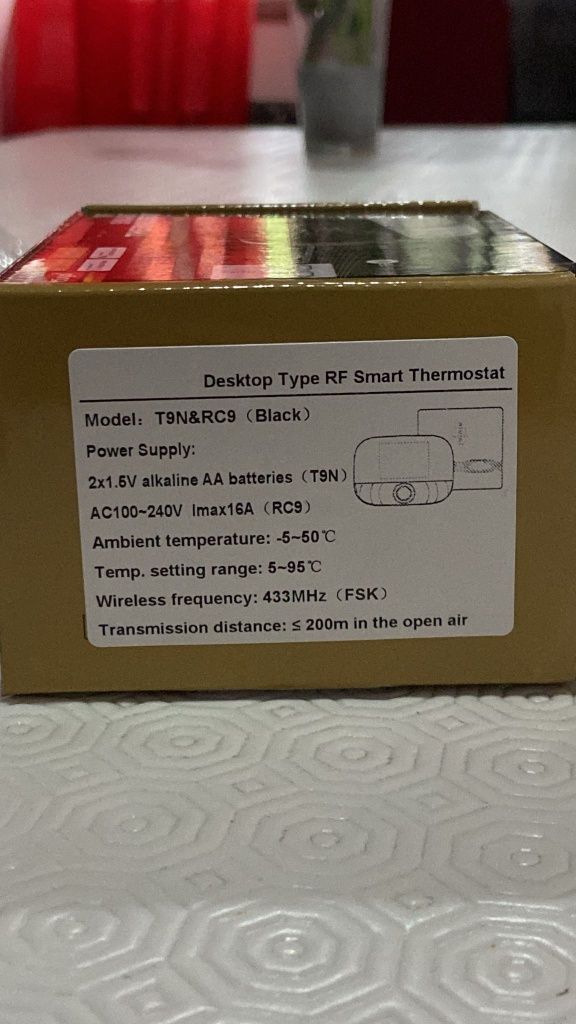 Desktop Type RF Smart Thermostat
Model: T9N&RC9（Black）
Power Supply:
2x1.5V alkaline AA batteries（T9N）
AC100~240V Imax16A（RC9）
Ambient temperature: -5~50℃
Temp. setting range: 5~95℃
Wireless frequency: 433MHz（FSK）
Transmission distance: ≤ 200m in the open air